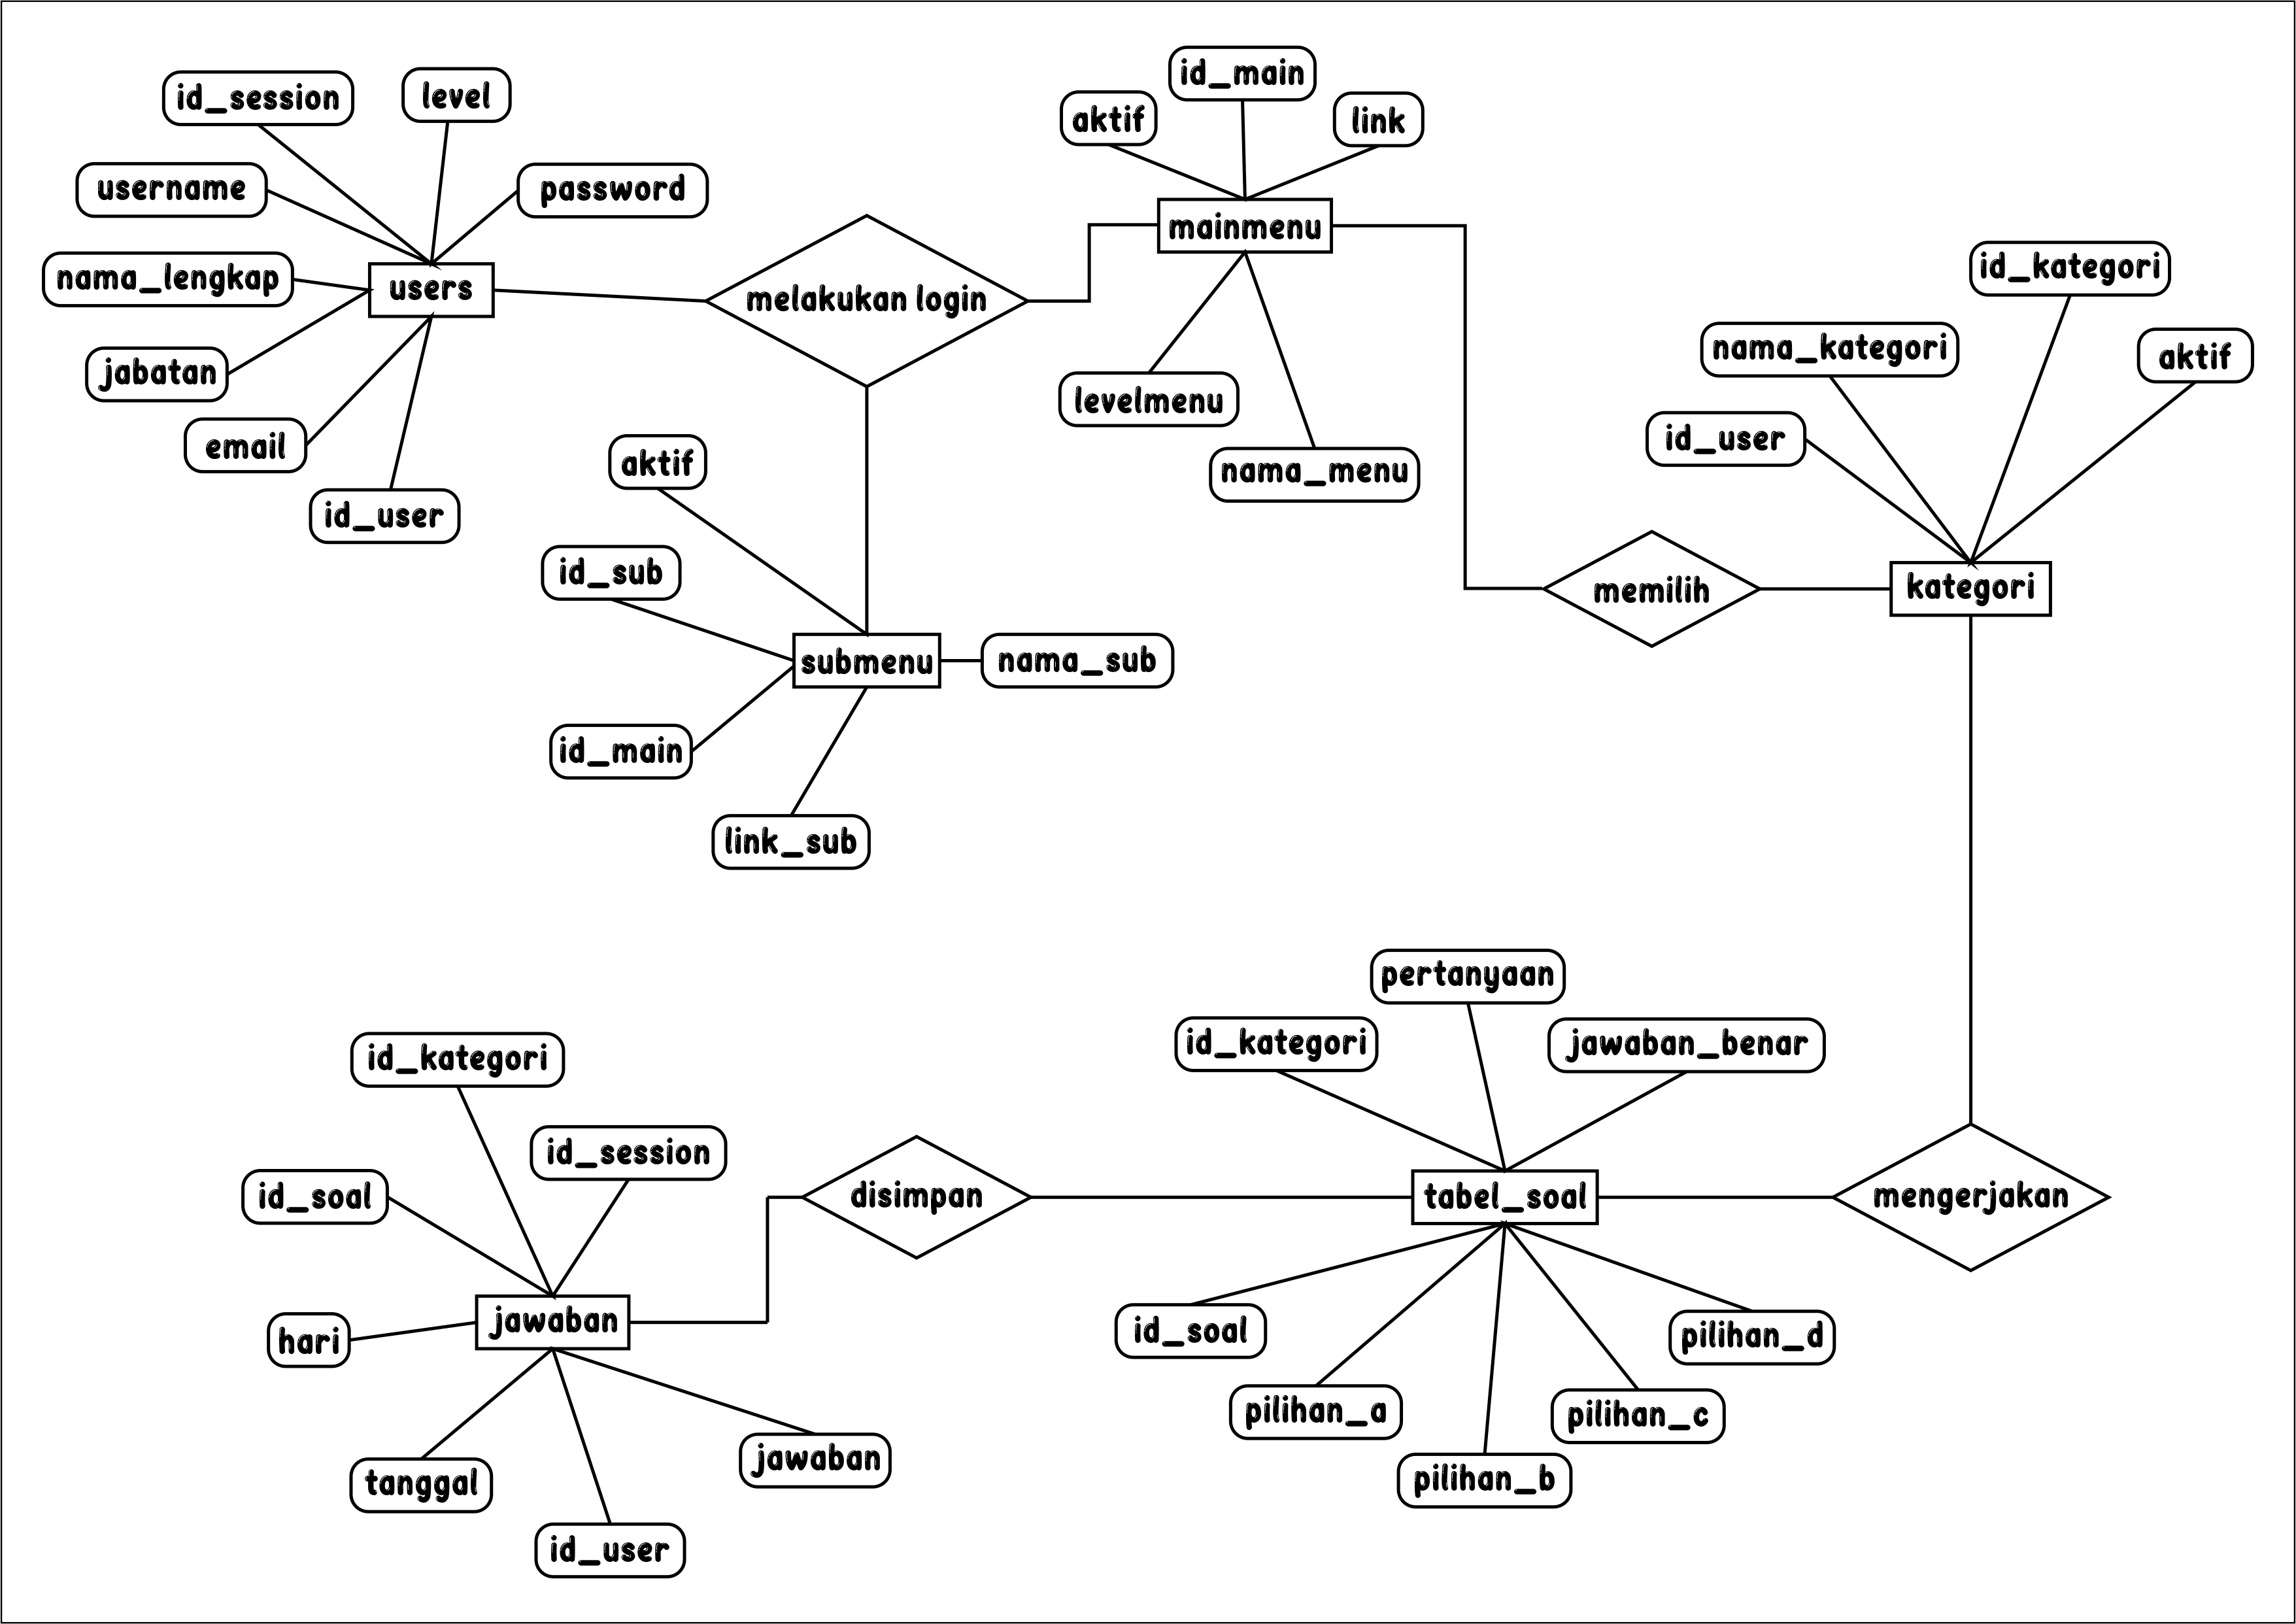 id_session
level
username
password
nama_lengkap
users
jabatan
email
id_user
melakukan login
id_main
aktif
link
mainmenu
levelmenu
nama_menu
aktif
id_sub
submenu
nama_sub
id_main
link_sub
id_kategori
nama_kategori
aktif
id_user
memilih
kategori
pertanyaan
id_kategori
jawaban_benar
tabel_soal
mengerjakan
id_soal
pilihan_d
pilihan_a
pilihan_c
pilihan_b
disimpan
id_kategori
id_session
id_soal
jawaban
hari
jawaban
tanggal
id_user